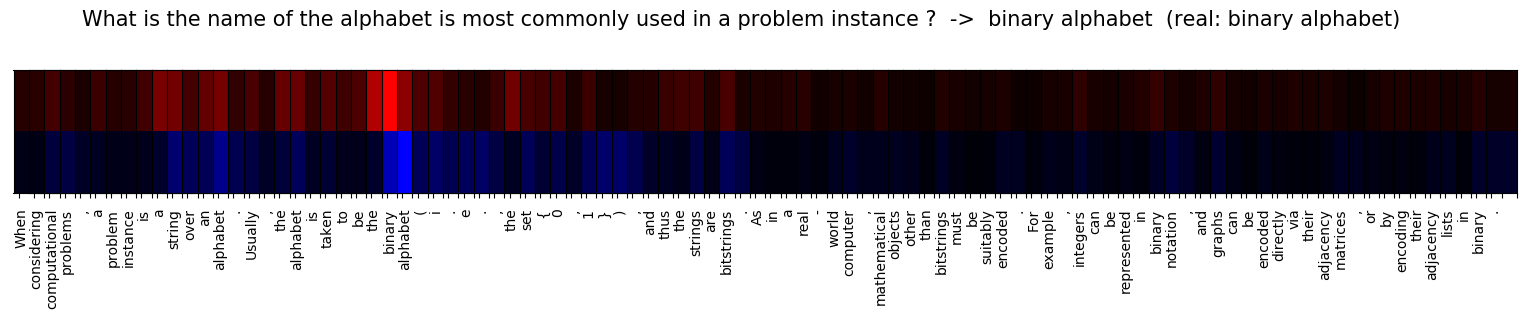 What is the name of the alphabet is most commonly used in a problem instance ?  ->  binary alphabet  (real: binary alphabet)
When considering computational problems , a problem instance is a string over an alphabet . Usually , the alphabet is taken to be the binary alphabet ( i . e . , the set { 0 , 1 } ) , and thus the strings are bitstrings . As in a real - world computer , mathematical objects other than bitstrings must be suitably encoded . For example , integers can be represented in binary notation , and graphs can be encoded directly via their adjacency matrices , or by encoding their adjacency lists in binary .